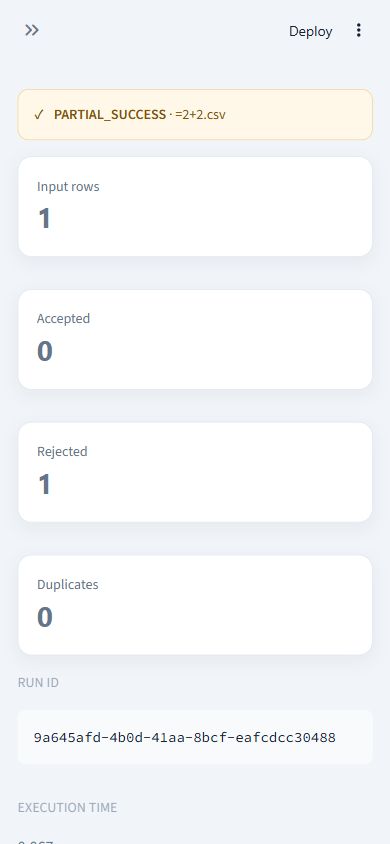 Deploy
✓ PARTIAL_SUCCESS · =2+2.csv
Input rows
1
Accepted
0
Rejected
1
Duplicates
0
RUN ID
9a645afd-4b0d-41aa-8bcf-eafcdcc30488
EXECUTION TIME